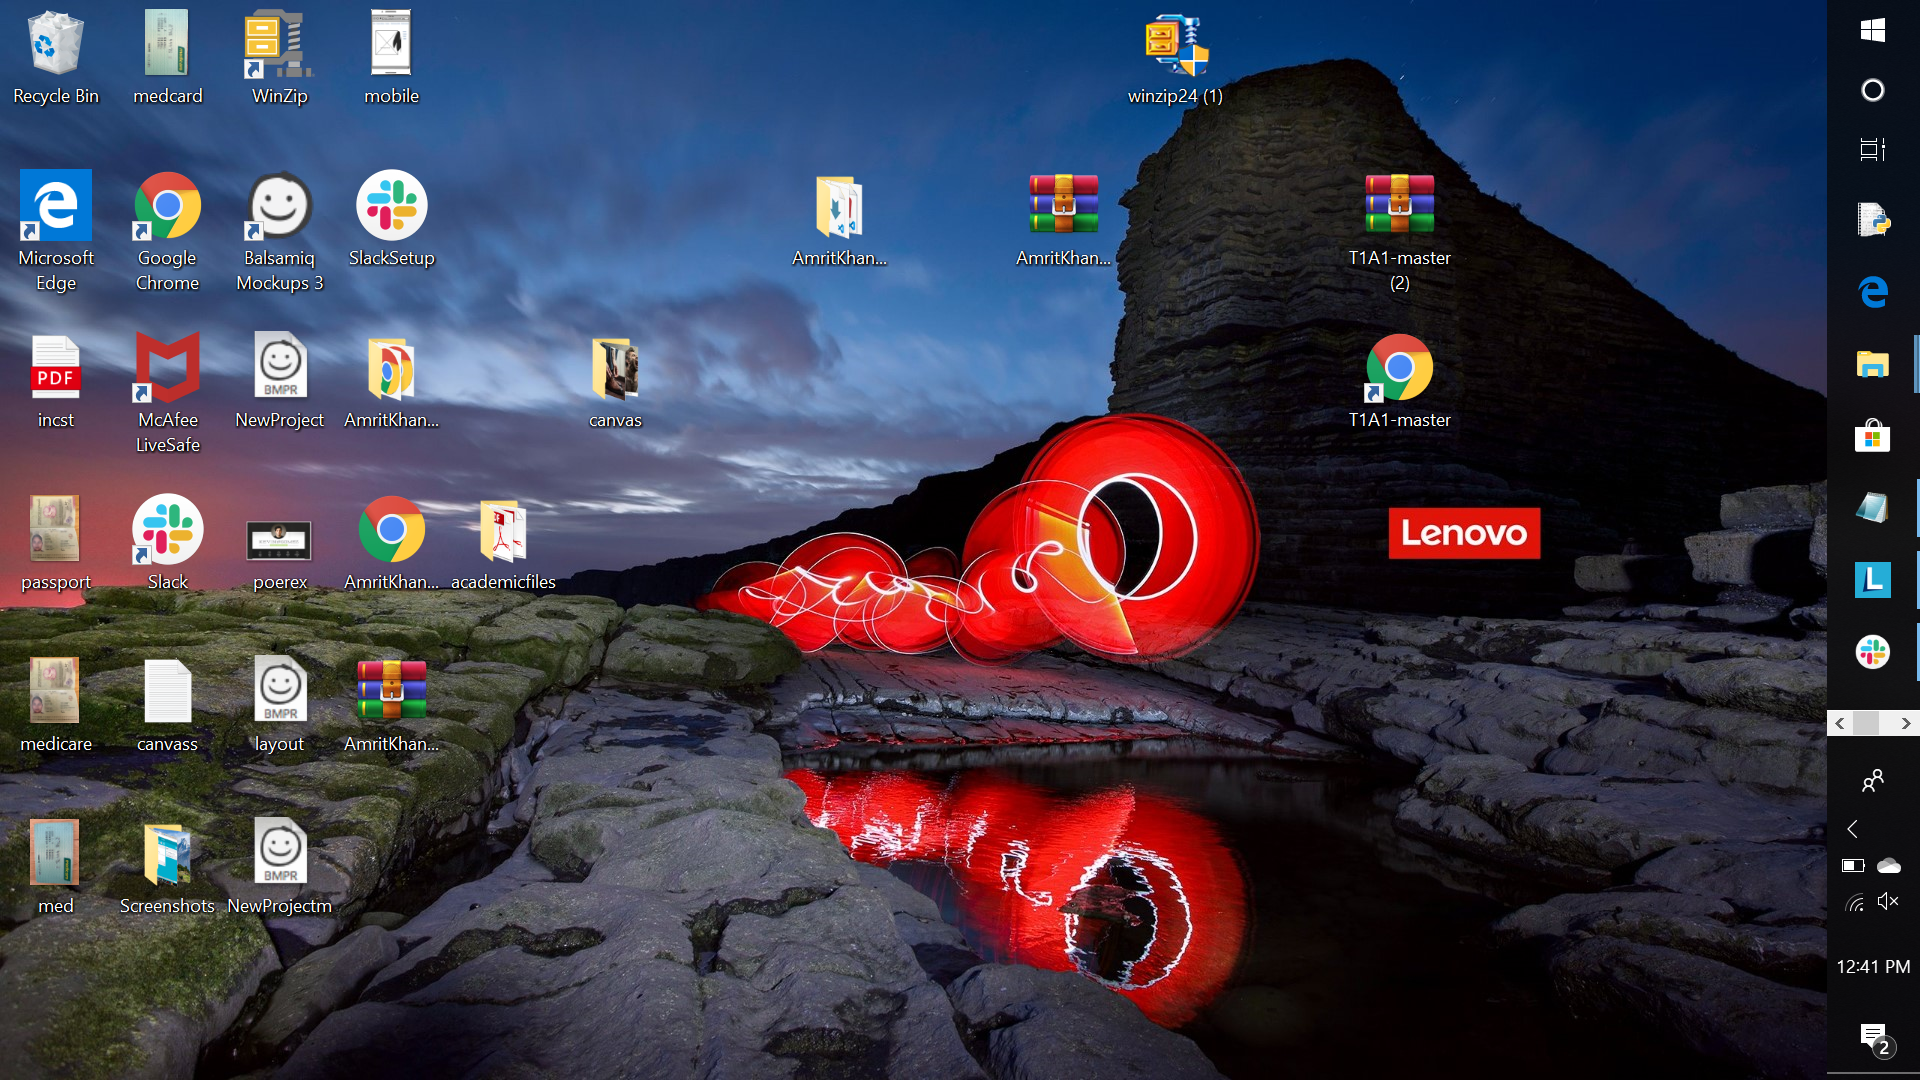 Recycle Bin
medcard
WinZip
mobile
winzip24 (1)
Microsoft
Edge
Google
Chrome
Balsamiq
Mockups 3
SlackSetup
AmritKhan...
AmritKhan...
T1A1-master
(2)
PDF
incst
McAfee
LiveSafe
BMPR
NewProject
AmritKhan...
canvas
T1A1-master
Lenovo
passport
Slack
poerex
AmritKhan...
academicfiles
L
medicare
canvass
BMPR
layout
AmritKhan...
med
Screenshots
BMPR
NewProjectm
12:41 PM
2